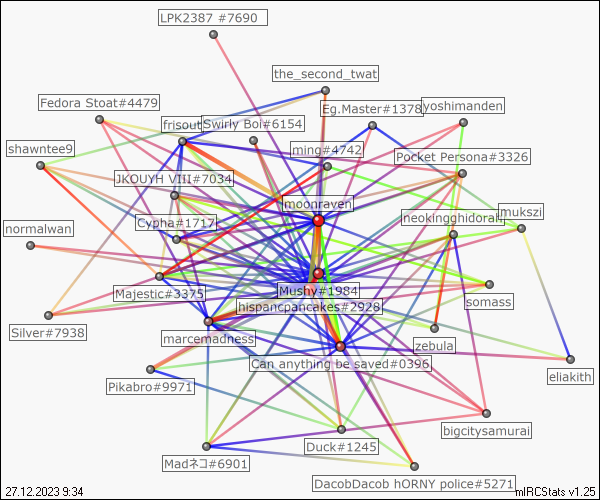 LPK2387 #7690
the_second_twat
Fedora Stoat#4479
Eg.Master#1378
yoshimanden
frisout
Swirly Boi#6154
shawntee9
ming#4742
Pocket Persona#3326
JKOUYH VIII#7034
moonraven
mukszi
normalwan
Cypha#1717
neokingghidorah
Majestic#3375
Mushy#1984
somass
hispancpancakes#2928
Silver#7938
marcemadness
zebula
Can anything be saved#0396
eliakith
Pikabro#9971
bigcitysamurai
Duck#1245
Madネコ#6901
DacobDacob hORNY police#5271
27.12.2023 9:34
mIRCStats v1.25